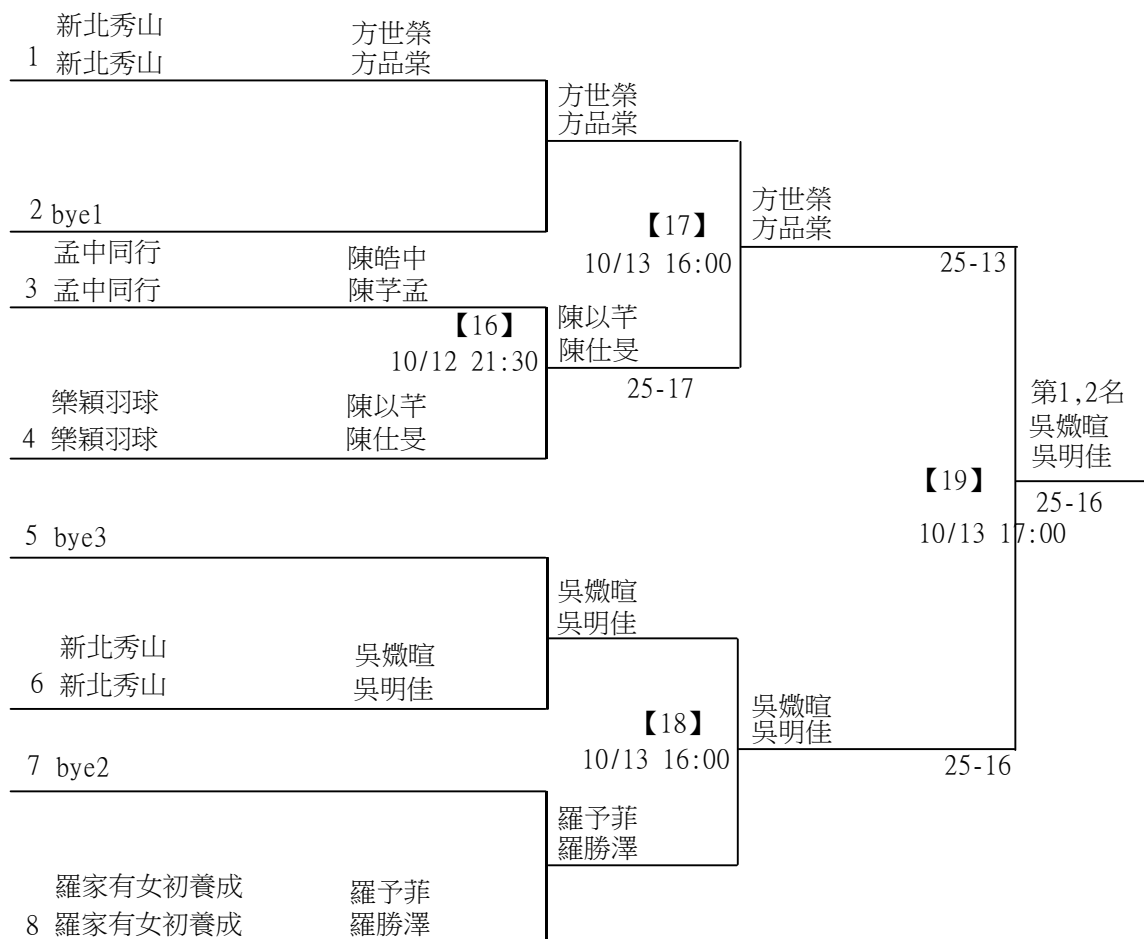 新北秀山 方世榮
1 新北秀山 方品棠
方世榮
方品棠
2 bye1
【17】
10/13 16:00
方世榮
方品棠
25-13
孟中同行 陳皓中
3 孟中同行 陳芓孟
【16】
10/12 21:30
陳以芊
陳仕旻
25-17
樂穎羽球 陳以芊
4 樂穎羽球 陳仕旻
第1,2名
吳媺暄
吳明佳
【19】
25-16
10/13 17:00
5 bye3
吳媺暄
吳明佳
新北秀山 吳媺暄
6 新北秀山 吳明佳
【18】
10/13 16:00
吳媺暄
吳明佳
25-16
7 bye2
羅予菲
羅勝澤
羅家有女初養成 羅予菲
8 羅家有女初養成 羅勝澤